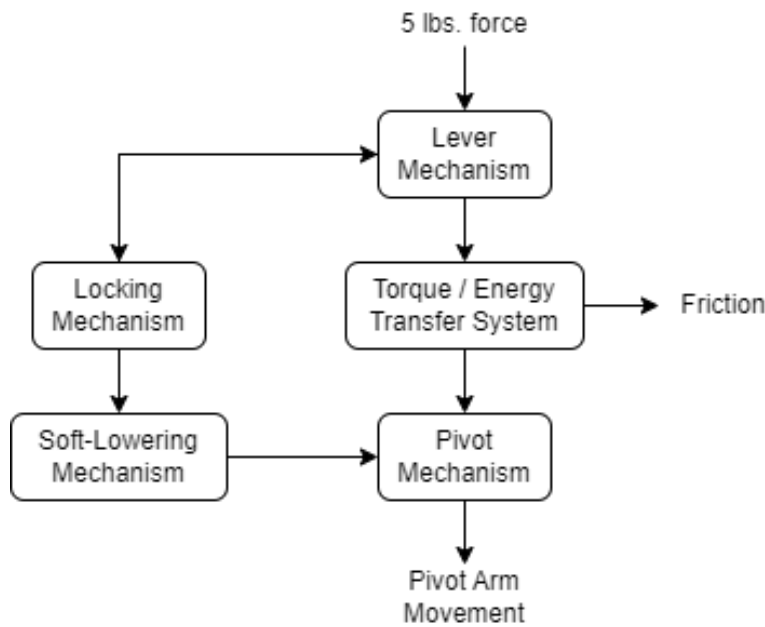 5 lbs. force
Lever
Mechanism
Locking
Mechanism
Torque / Energy
Transfer System
Friction
Soft-Lowering
Mechanism
Pivot
Mechanism
Pivot Arm
Movement